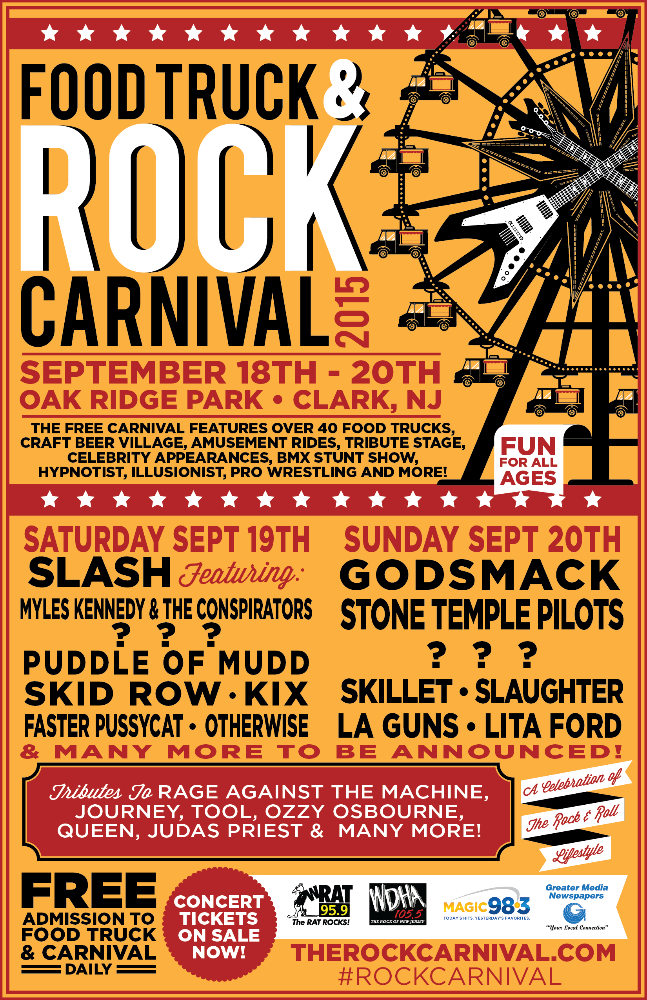 FOOD TRUCK &
ROCK
CARNIVAL 2015
SEPTEMBER 18TH - 20TH
OAK RIDGE PARK • CLARK, NJ
THE FREE CARNIVAL FEATURES OVER 40 FOOD TRUCKS,
CRAFT BEER VILLAGE, AMUSEMENT RIDES, TRIBUTE STAGE,
CELEBRITY APPEARANCES, BMX STUNT SHOW,
HYPNOTIST, ILLUSIONIST, PRO WRESTLING AND MORE!
FUN
FOR ALL
AGES
SATURDAY SEPT 19TH
SLASH Featuring:
MYLES KENNEDY & THE CONSPIRATORS
? ? ?
PUDDLE OF MUDD
SKID ROW • KIX
FASTER PUSSYCAT • OTHERWISE
SUNDAY SEPT 20TH
GODSMACK
STONE TEMPLE PILOTS
? ? ?
SKILLET • SLAUGHTER
LA GUNS • LITA FORD
& MANY MORE TO BE ANNOUNCED!
Tributes To RAGE AGAINST THE MACHINE,
JOURNEY, TOOL, OZZY OSBOURNE,
QUEEN, JUDAS PRIEST & MANY MORE!
A Celebration of
The Rock & Roll
Lifestyle
FREE
ADMISSION TO
FOOD TRUCK
& CARNIVAL
DAILY
CONCERT
TICKETS
ON SALE
NOW!
WRAT
95.9
The RAT ROCKS!
WDHA
105.5
THE ROCK OF NEW JERSEY
MAGIC 98.3
TODAY'S HITS. YESTERDAY'S FAVORITES.
Greater Media
Newspapers
"Your Local Connection"
THEROCKCARNIVAL.COM
#ROCKCARNIVAL